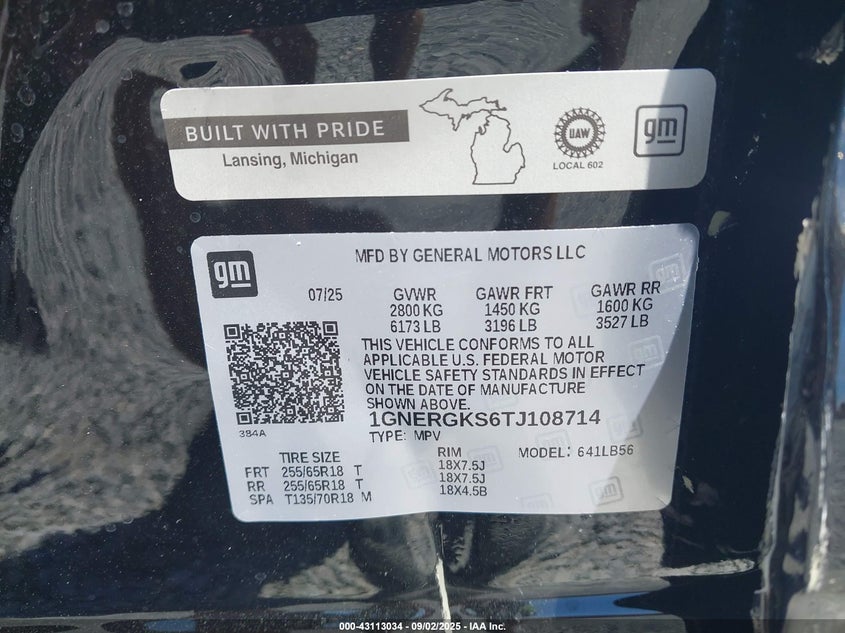 BUILT WITH PRIDE
Lansing, Michigan
UAW
LOCAL 602
gm
gm
MFD BY GENERAL MOTORS LLC
07/25 GVWR GAWR FRT GAWR RR
2800 KG 1450 KG 1600 KG
6173 LB 3196 LB 3527 LB
THIS VEHICLE CONFORMS TO ALL
APPLICABLE U.S. FEDERAL MOTOR
VEHICLE SAFETY STANDARDS IN EFFECT
ON THE DATE OF MANUFACTURE
SHOWN ABOVE.
384A
1GNERGKS6TJ108714
TYPE: MPV MODEL: 641LB56
TIRE SIZE RIM
FRT 255/65R18 T 18X7.5J
RR 255/65R18 T 18X7.5J
SPA T135/70R18 M 18X4.5B
000-43113034 - 09/02/2025 - IAA Inc.